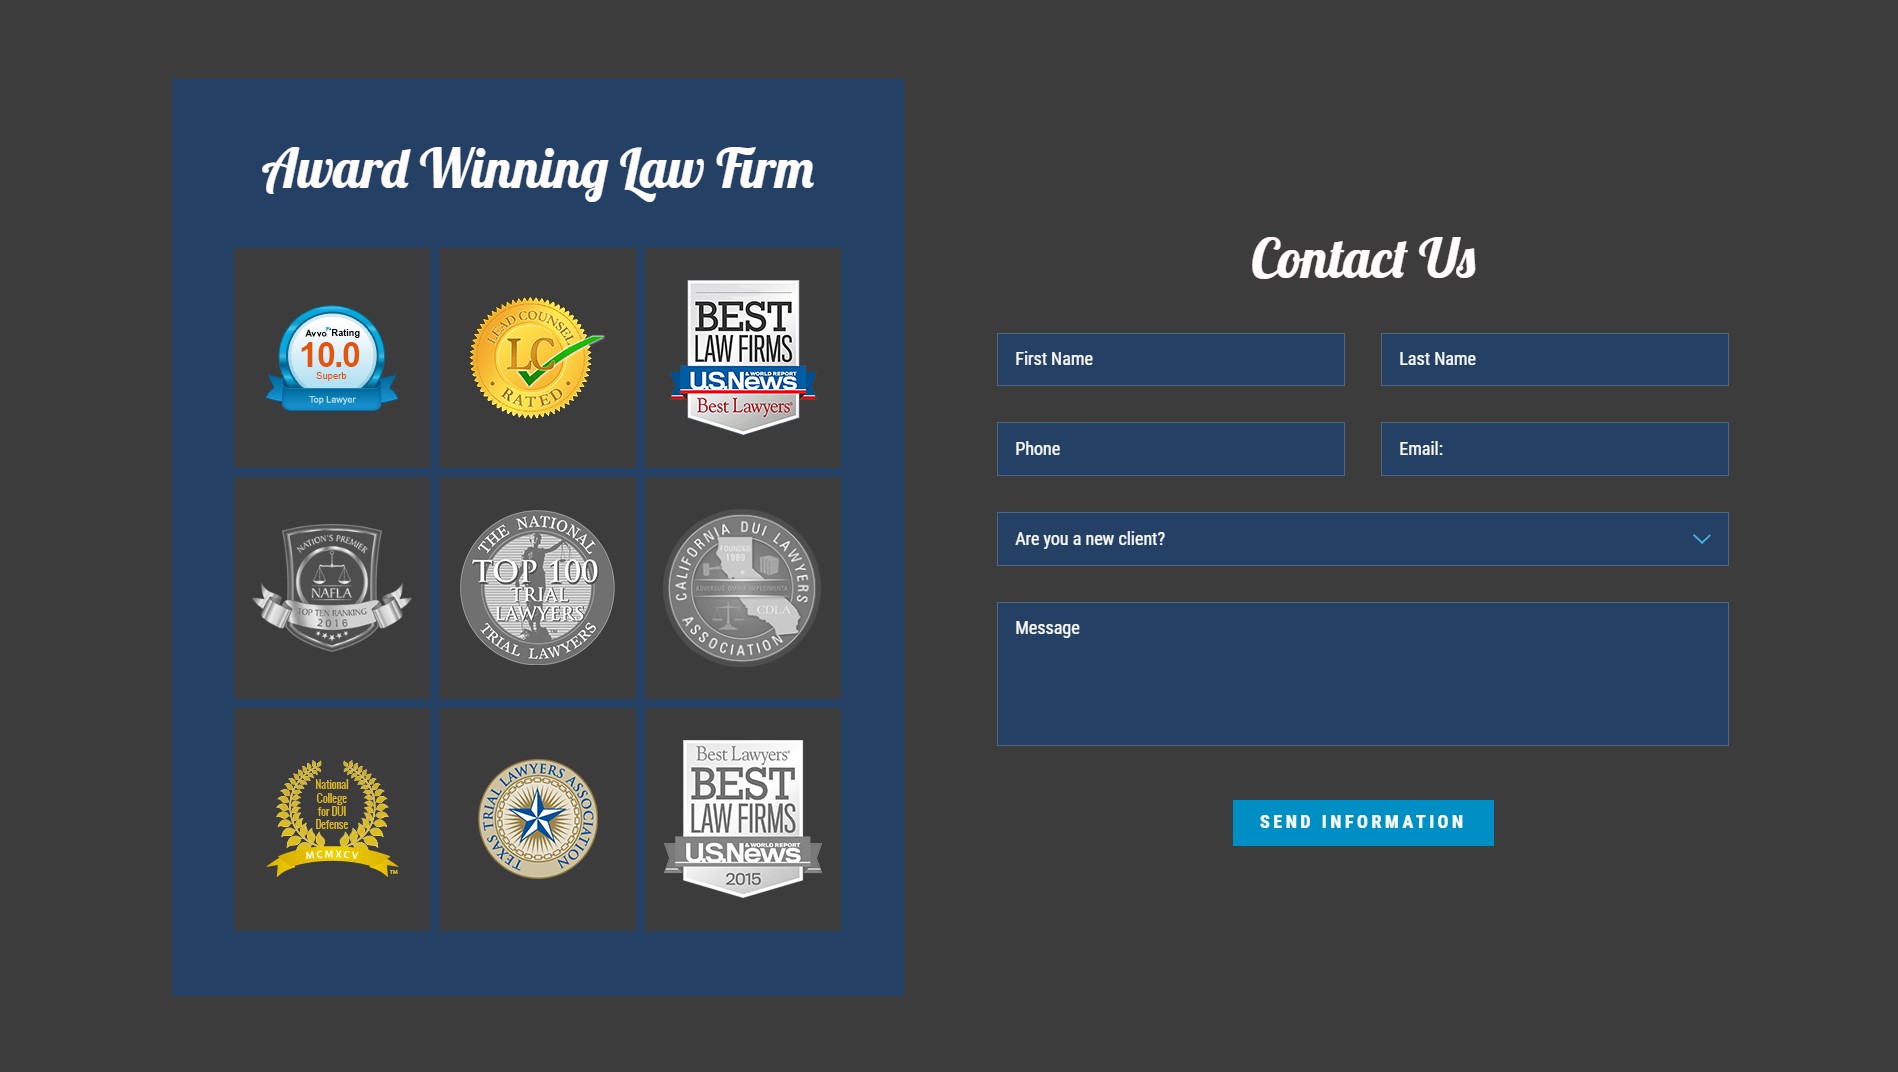 Award Winning Law Firm
Avvo Rating
10.0
Superb
Top Lawyer
LEAD COUNSEL
LC
RATED
BEST
LAW FIRMS
U.S.News
& WORLD REPORT
Best Lawyers®
NATION'S PREMIER
NAFLA
TOP TEN RANKING
2016
THE NATIONAL
TOP 100
TRIAL
LAWYERS
TRIAL LAWYERS
CALIFORNIA DUI LAWYERS
FOUNDED
1989
ADVERSUS OMNIA IMPEDIMENTA
CDLA
ASSOCIATION
National
College
for DUI
Defense
MCMXCV
™
TEXAS TRIAL LAWYERS ASSOCIATION
Best Lawyers®
BEST
LAW FIRMS
U.S.News
& WORLD REPORT
2015
Contact Us
First Name
Last Name
Phone
Email:
Are you a new client?
Message
SEND INFORMATION